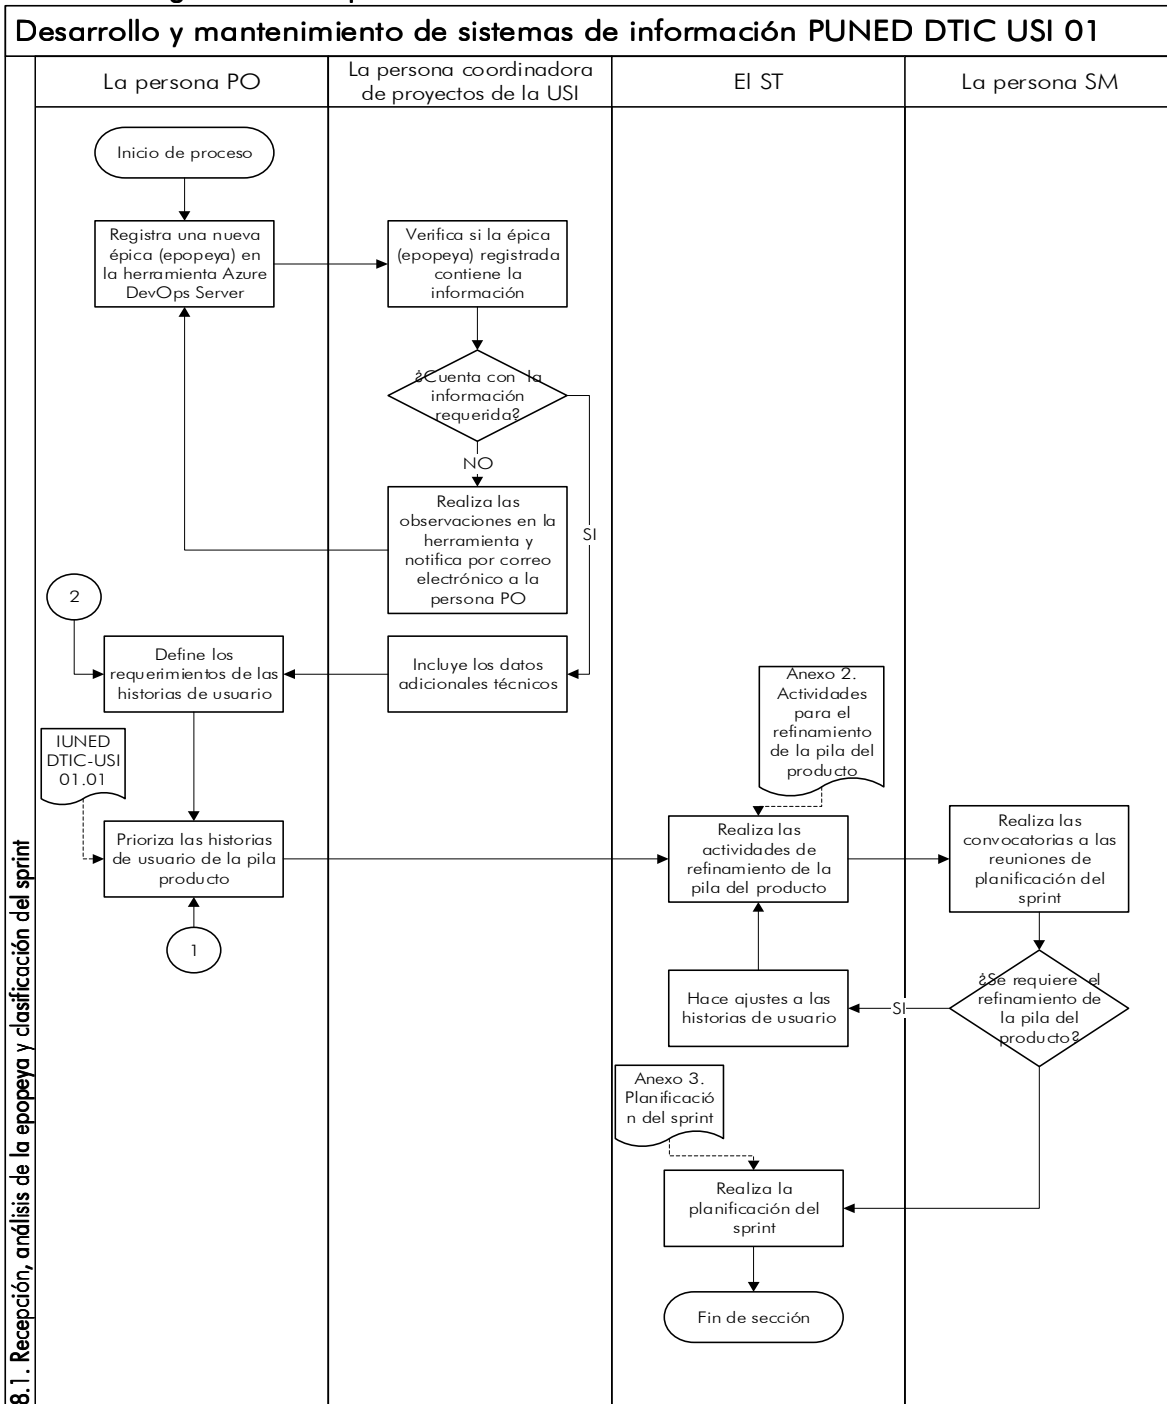 Desarrollo y mantenimiento de sistemas de información PUNED DTIC USI 01
La persona PO
La persona coordinadora
de proyectos de la USI
El ST
La persona SM
8.1. Recepción, análisis de la epopeya y clasificación del sprint
Inicio de proceso
Registra una nueva
épica (epopeya) en
la herramienta Azure
DevOps Server
Verifica si la épica
(epopeya) registrada
contiene la
información
¿Cuenta con la
información
requerida?
NO
SI
Realiza las
observaciones en la
herramienta y
notifica por correo
electrónico a la
persona PO
2
Define los
requerimientos de las
historias de usuario
Incluye los datos
adicionales técnicos
Anexo 2.
Actividades
para el
refinamiento
de la pila del
producto
IUNED
DTIC-USI
01.01
Prioriza las historias
de usuario de la pila
producto
Realiza las
actividades de
refinamiento de la
pila del producto
Realiza las
convocatorias a las
reuniones de
planificación del
sprint
1
Hace ajustes a las
historias de usuario
SI
¿Se requiere el
refinamiento de
la pila del
producto?
Anexo 3.
Planificació
n del sprint
Realiza la
planificación del
sprint
Fin de sección